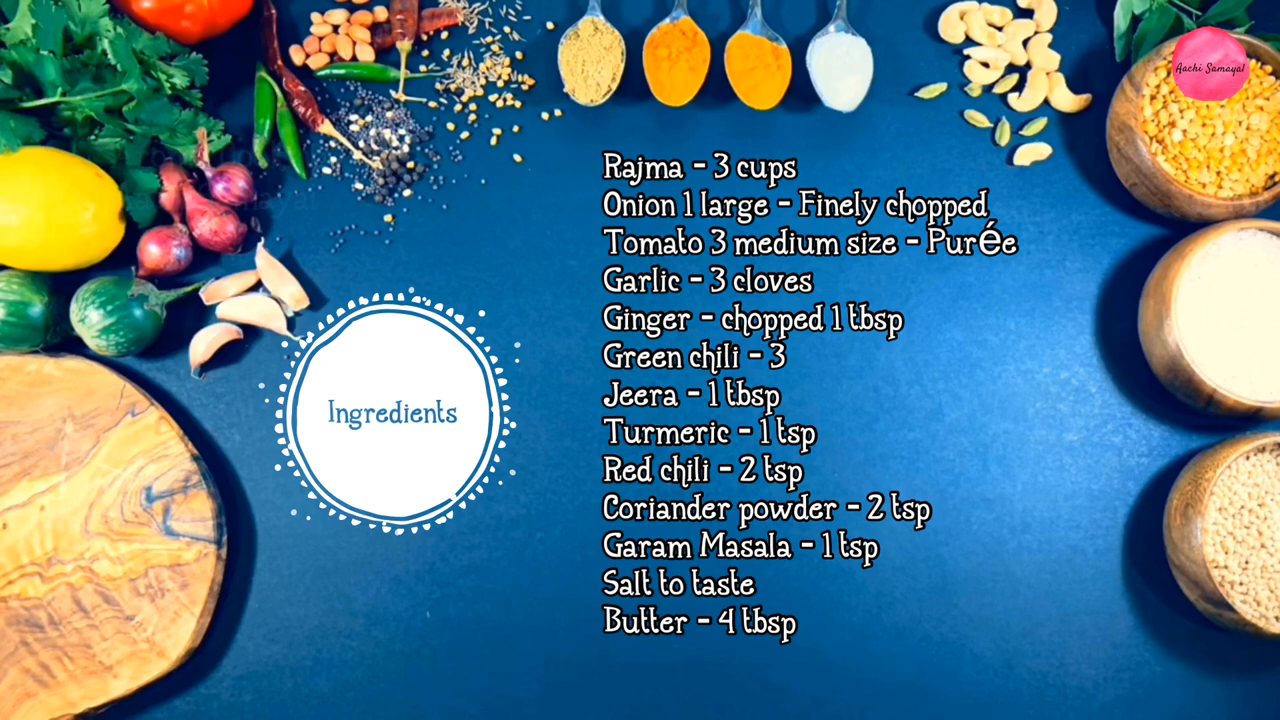 Aachi Samayal
Rajma - 3 cups
Onion 1 large - Finely chopped
Tomato 3 medium size - Purée
Garlic - 3 cloves
Ginger - chopped 1 tbsp
Green chili - 3
Jeera - 1 tbsp
Turmeric - 1 tsp
Red chili - 2 tsp
Coriander powder - 2 tsp
Garam Masala - 1 tsp
Salt to taste
Butter - 4 tbsp
Ingredients